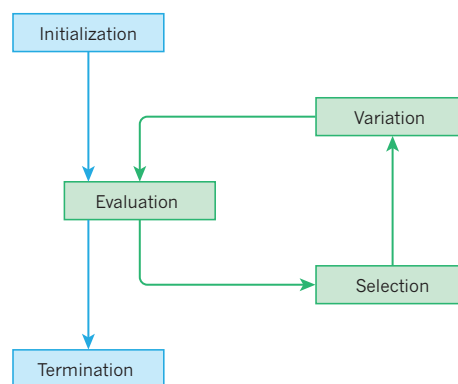 Initialization
Variation
Evaluation
Selection
Termination